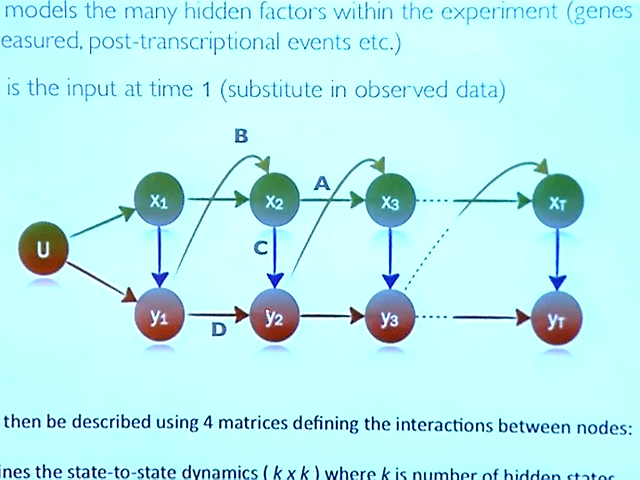 models the many hidden factors within the experiment (genes
easured, post-transcriptional events etc.)
is the input at time 1 (substitute in observed data)
B
A
X1 X2 X3 XT
U
C
y1 y2 y3 yT
D
then be described using 4 matrices defining the interactions between nodes:
ines the state-to-state dynamics ( k x k ) where k is number of hidden states